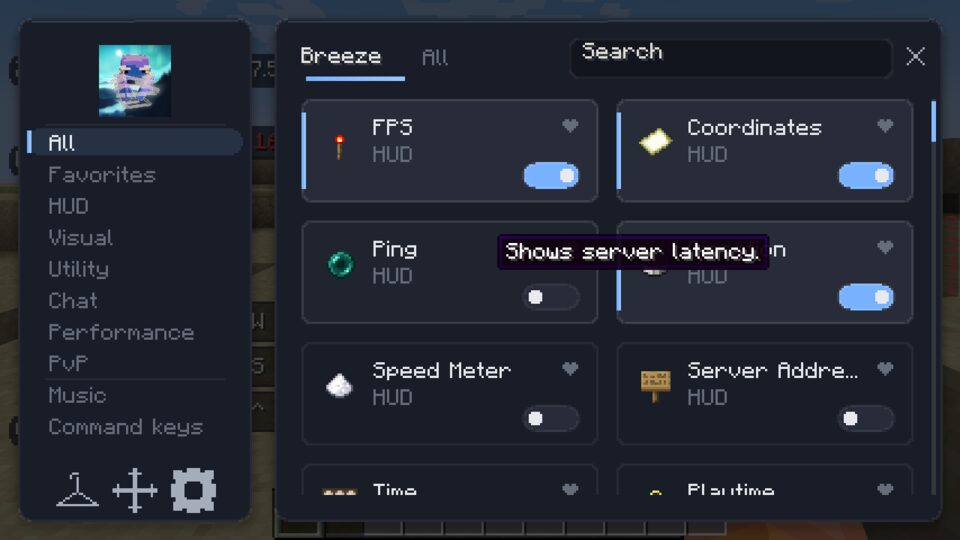 All
Favorites
HUD
Visual
Utility
Chat
Performance
PvP
Music
Command keys
Breeze
All
Search
FPS
HUD
Coordinates
HUD
Ping
HUD
Shows server latency.
HUD
Speed Meter
HUD
Server Addre...
HUD
Time
Playtime
W
S